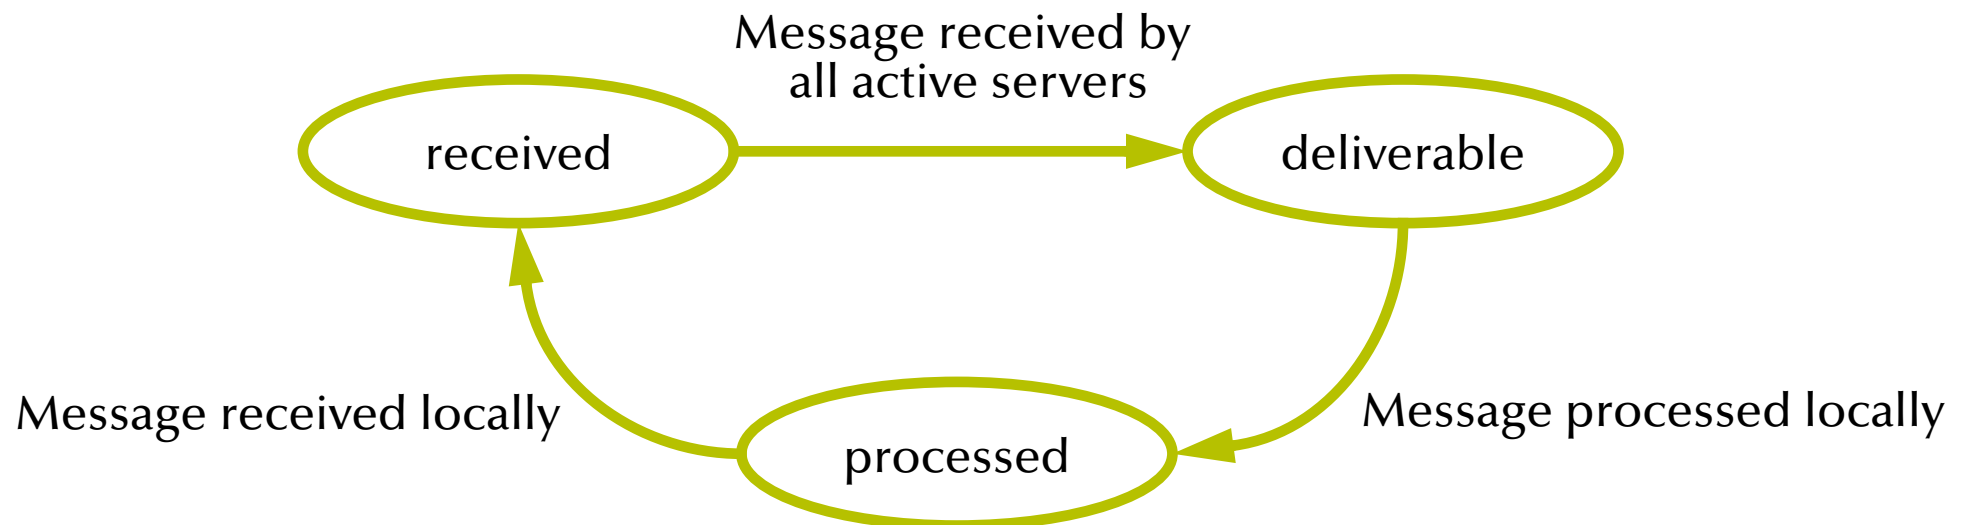 Message received by
all active servers
received
deliverable
Message received locally
Message processed locally
processed